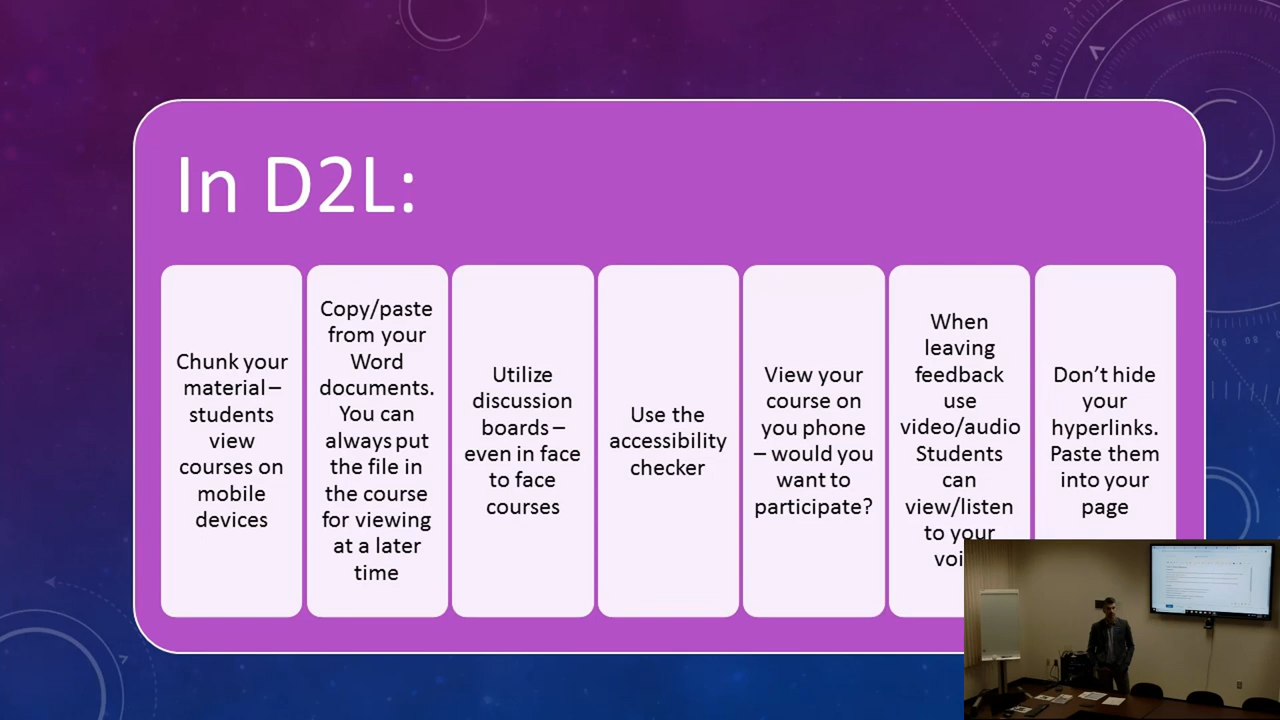 In D2L:
Chunk your
material –
students
view
courses on
mobile
devices
Copy/paste
from your
Word
documents.
You can
always put
the file in
the course
for viewing
at a later
time
Utilize
discussion
boards –
even in face
to face
courses
Use the
accessibility
checker
View your
course on
you phone
– would you
want to
participate?
When
leaving
feedback
use
video/audio
Students
can
view/listen
to your
Don't hide
your
hyperlinks.
Paste them
into your
page